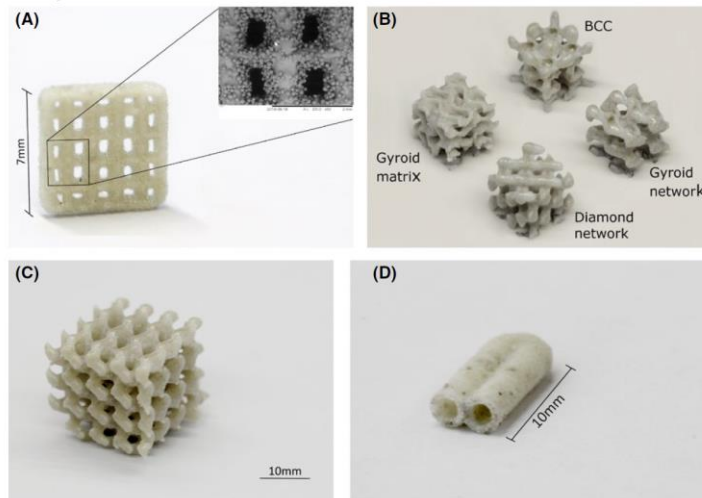 (A)
7mm
(B)
BCC
Gyroid
matrix
Gyroid
network
Diamond
network
(C)
10mm
(D)
10mm